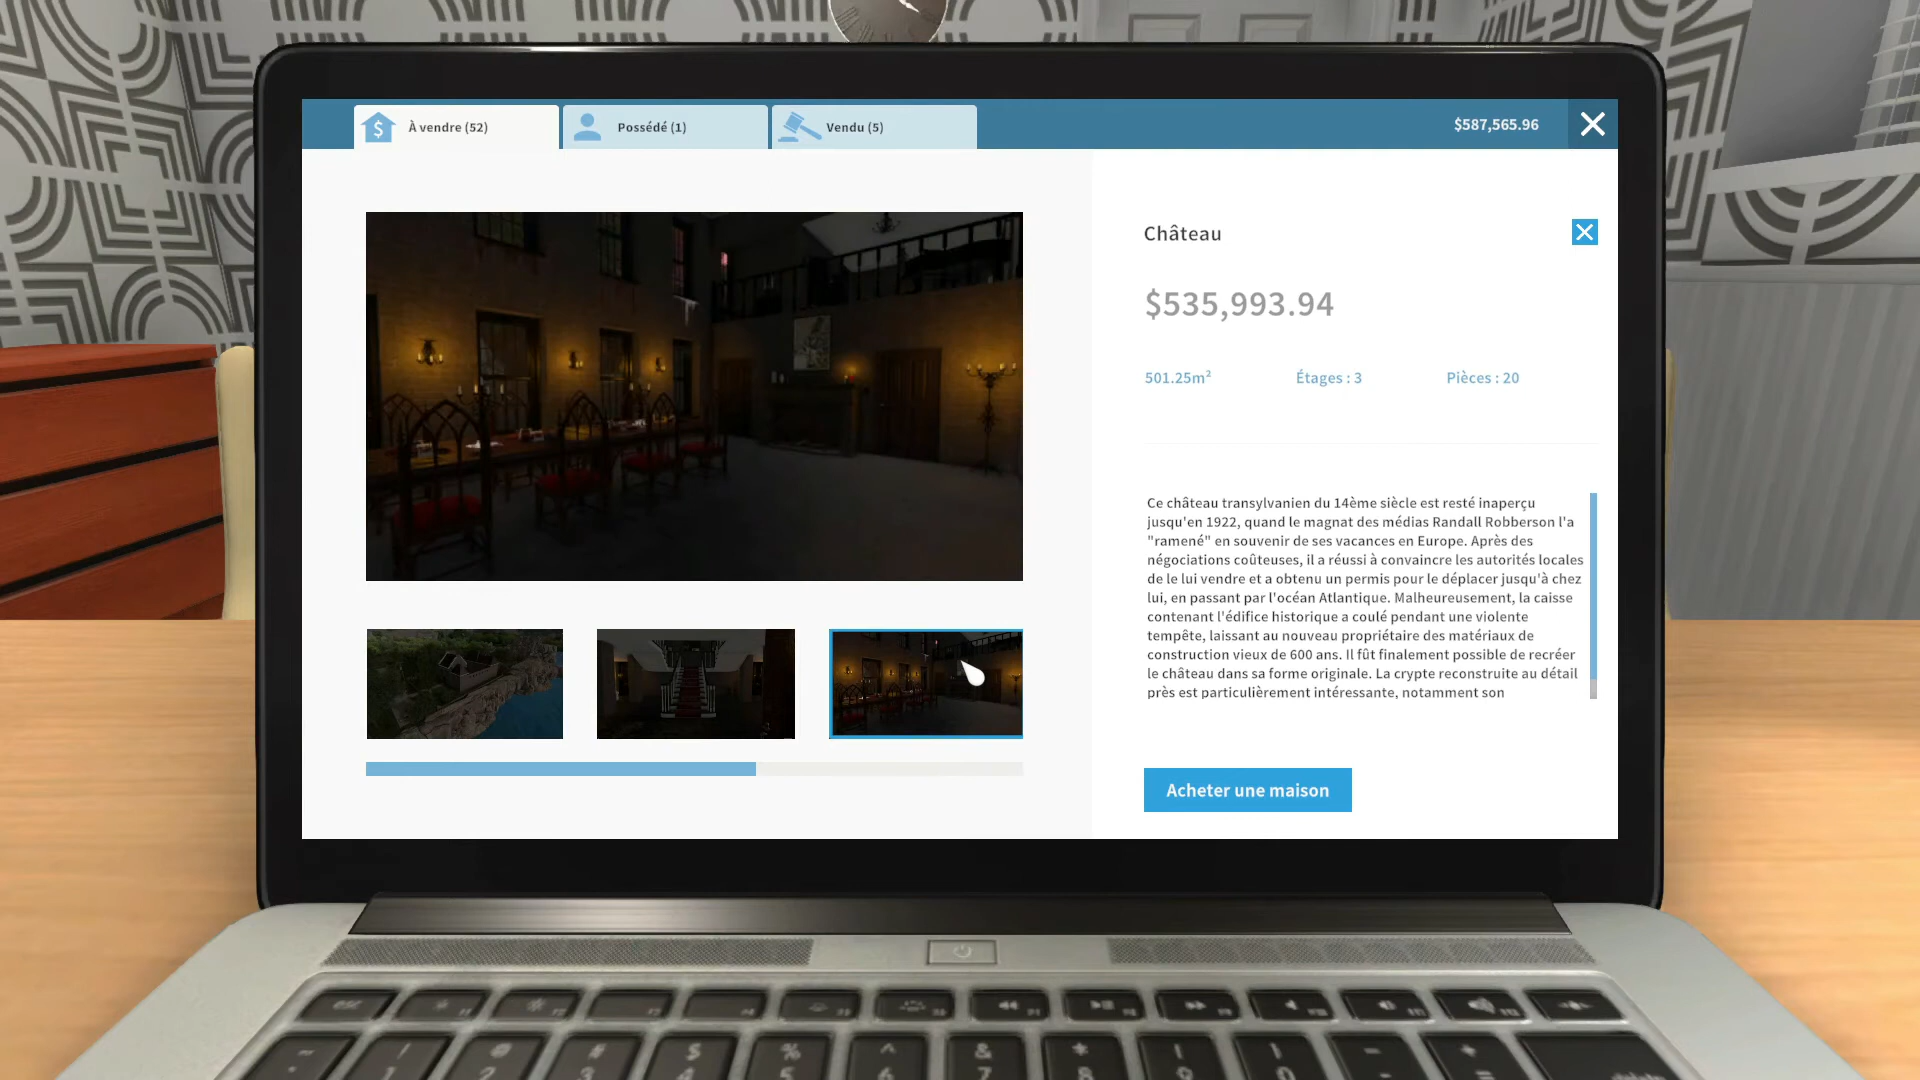 À vendre (52)
Possédé (1)
Vendu (5)
$587,565.96
Château
$535,993.94
501.25m²
Étages : 3
Pièces : 20
Ce château transylvanien du 14ème siècle est resté inaperçu
jusqu'en 1922, quand le magnat des médias Randall Robberson l'a
"ramené" en souvenir de ses vacances en Europe. Après des
négociations coûteuses, il a réussi à convaincre les autorités locales
de le lui vendre et a obtenu un permis pour le déplacer jusqu'à chez
lui, en passant par l'océan Atlantique. Malheureusement, la caisse
contenant l'édifice historique a coulé pendant une violente
tempête, laissant au nouveau propriétaire des matériaux de
construction vieux de 600 ans. Il fût finalement possible de recréer
le château dans sa forme originale. La crypte reconstruite au détail
près est particulièrement intéressante, notamment son
Acheter une maison
esc